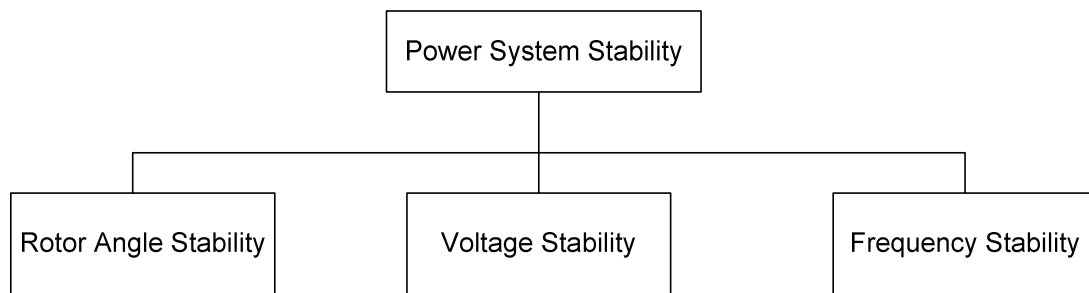 Power System Stability
Rotor Angle Stability
Voltage Stability
Frequency Stability